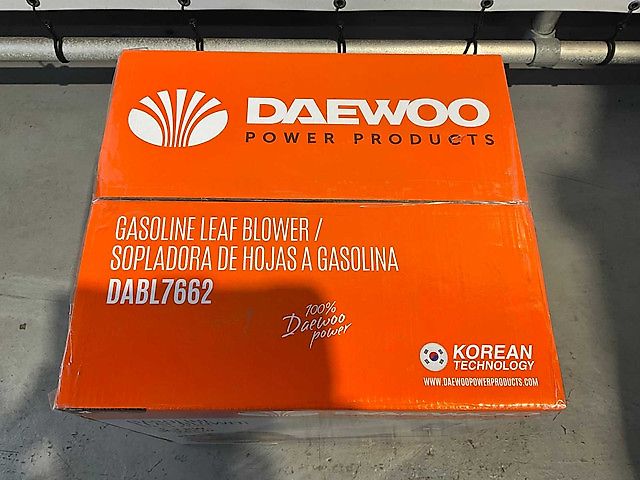 DAEWOO
POWER PRODUCTS
GASOLINE LEAF BLOWER /
SOPLADORA DE HOJAS A GASOLINA
DABL7662
100%
Daewoo
power
KOREAN
TECHNOLOGY
WWW.DAEWOOPOWERPRODUCTS.COM